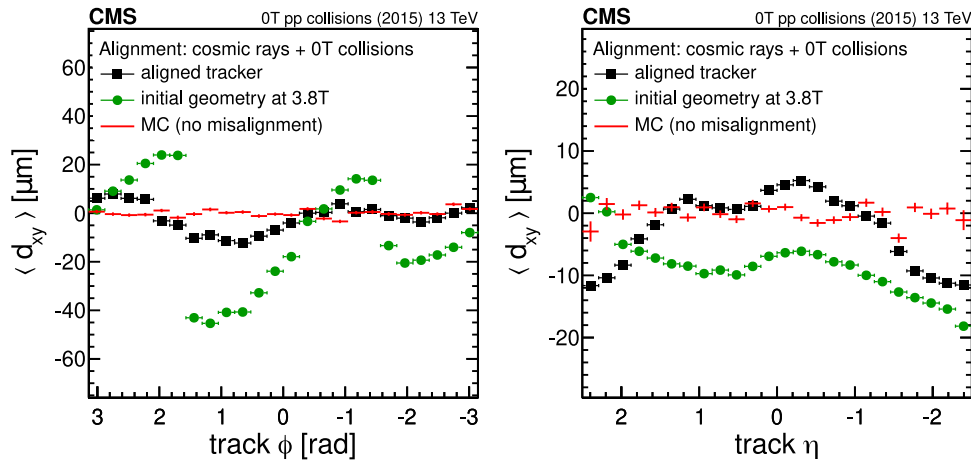 CMS 0T pp collisions (2015) 13 TeV
Alignment: cosmic rays + 0T collisions
aligned tracker
initial geometry at 3.8T
MC (no misalignment)
⟨ d_xy ⟩ [µm]
60
40
20
0
-20
-40
-60
3 2 1 0 -1 -2 -3
track ϕ [rad]
CMS 0T pp collisions (2015) 13 TeV
Alignment: cosmic rays + 0T collisions
aligned tracker
initial geometry at 3.8T
MC (no misalignment)
⟨ d_xy ⟩ [µm]
20
10
0
-10
-20
2 1 0 -1 -2
track η